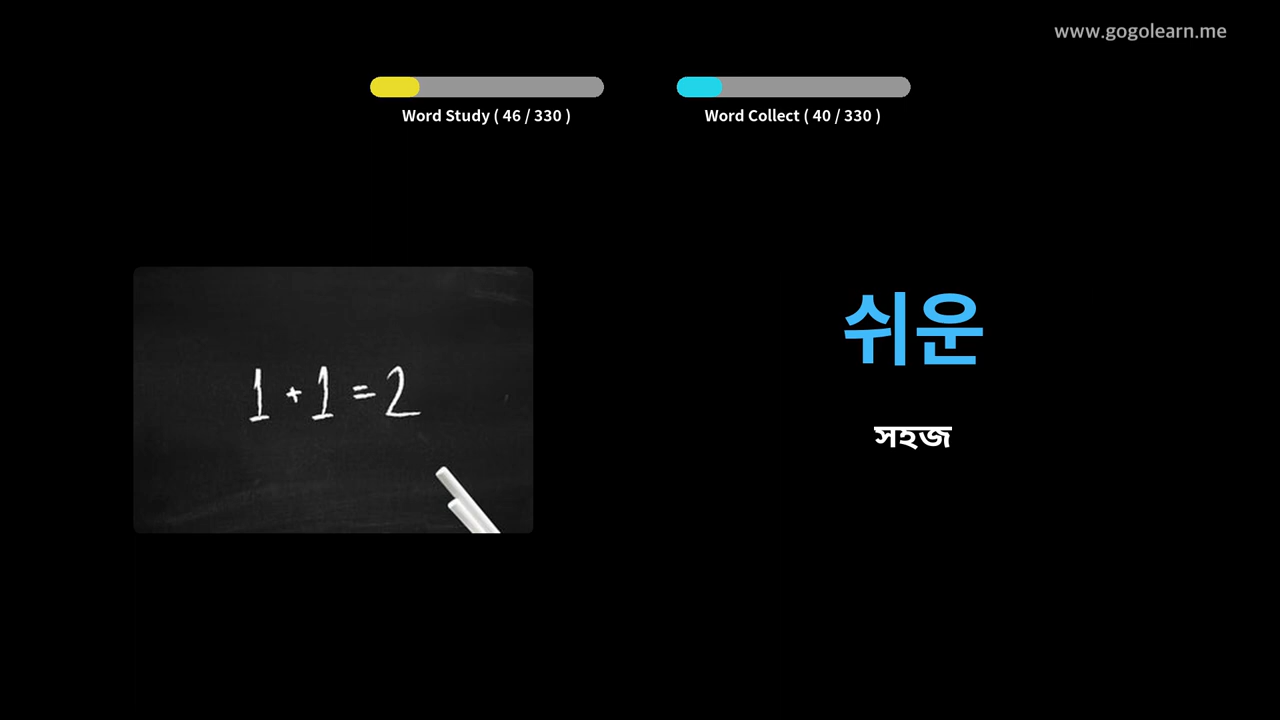 www.gogolearn.me
Word Study ( 46 / 330 )
Word Collect ( 40 / 330 )
1 + 1 = 2
쉬운
সহজ